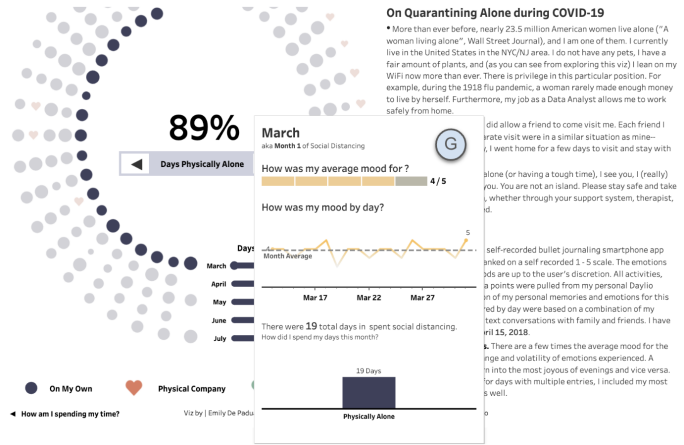 On Quarantining Alone during COVID-19
• More than ever before, nearly 23.5 million American women live alone ("A
woman living alone", Wall Street Journal), and I am one of them. I currently
live in the United States in the NYC/NJ area. I do not have any pets, I have a
fair amount of plants, and (as you can see from exploring this viz) I lean on my
WiFi now more than ever. There is privilege in this particular position. For
example, during the 1918 flu pandemic, a woman rarely made enough money
to live by herself. Furthermore, my job as a Data Analyst allows me to work
safely from home.
did allow a friend to come visit me. Each friend I
arate visit were in a similar situation as mine--
, I went home for a few days to visit and stay with
alone (or having a tough time), I see you, I (really)
you. You are not an island. Please stay safe and take
, whether through your support system, therapist,
d.
self-recorded bullet journaling smartphone app
anked on a self recorded 1 - 5 scale. The emotions
ds are up to the user's discretion. All activities,
a points were pulled from my personal Daylio
on of my personal memories and emotions for this
red by day were based on a combination of my
text conversations with family and friends. I have
ril 15, 2018.
s. There are a few times the average mood for the
nge and volatility of emotions experienced. A
n into the most joyous of evenings and vice versa.
for days with multiple entries, I included my most
s well.
o
89%
◄ Days Physically Alone
Days
March
April
May
June
July
On My Own
Physical Company
◄ How am I spending my time?
Viz by | Emily De Padu
March
aka Month 1 of Social Distancing
G
How was my average mood for ?
4 / 5
How was my mood by day?
5
4
Month Average
Mar 17
Mar 22
Mar 27
There were 19 total days in spent social distancing.
How did I spend my days this month?
19 Days
Physically Alone